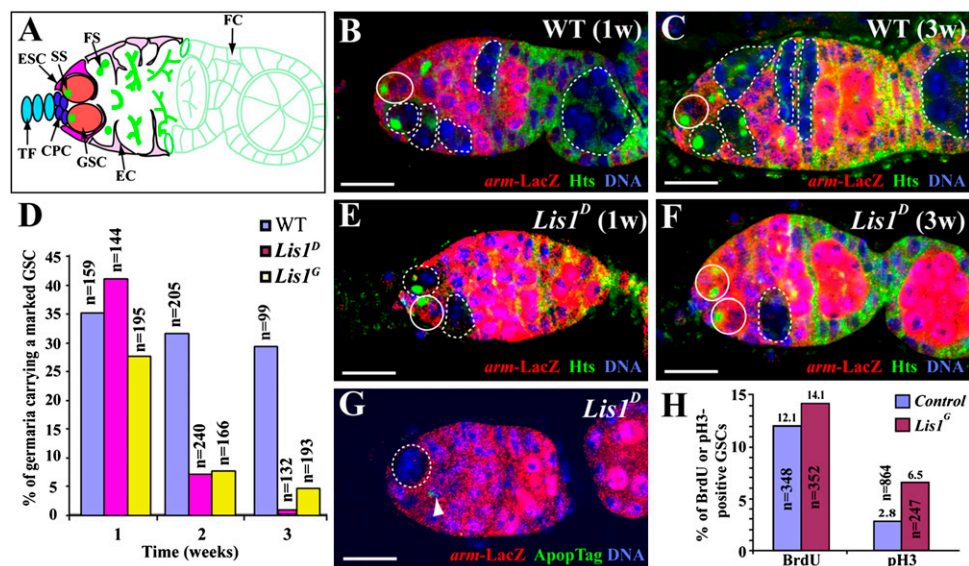 A
FC
FS
SS
ESC
TF
CPC
GSC
EC
B
WT (1w)
arm-LacZ Hts DNA
C
WT (3w)
arm-LacZ Hts DNA
D
WT
Lis1D
Lis1G
% of germaria carrying a marked GSC
45
40
35
30
25
20
15
10
5
0
n=159
n=144
n=195
n=205
n=240
n=166
n=99
n=132
n=193
1
2
3
Time (weeks)
E
Lis1D (1w)
arm-LacZ Hts DNA
F
Lis1D (3w)
arm-LacZ Hts DNA
G
Lis1D
arm-LacZ ApopTag DNA
H
Control
Lis1G
% of BrdU or pH3-
positive GSCs
15
10
5
0
12.1
14.1
n=348
n=352
n=864
2.8
6.5
n=247
BrdU
pH3